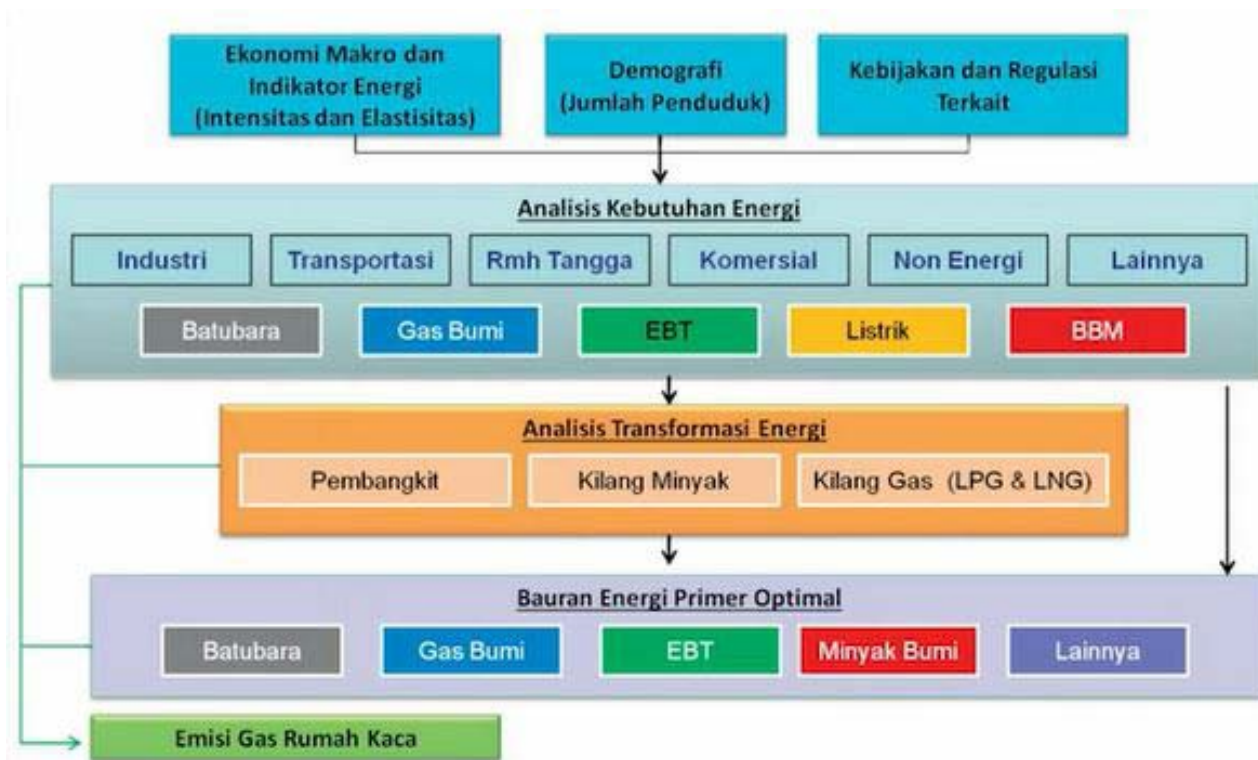 Ekonomi Makro dan
Indikator Energi
(Intensitas dan Elastisitas)
Demografi
(Jumlah Penduduk)
Kebijakan dan Regulasi
Terkait
Analisis Kebutuhan Energi
Industri
Transportasi
Rmh Tangga
Komersial
Non Energi
Lainnya
Batubara
Gas Bumi
EBT
Listrik
BBM
Analisis Transformasi Energi
Pembangkit
Kilang Minyak
Kilang Gas (LPG & LNG)
Bauran Energi Primer Optimal
Batubara
Gas Bumi
EBT
Minyak Bumi
Lainnya
Emisi Gas Rumah Kaca